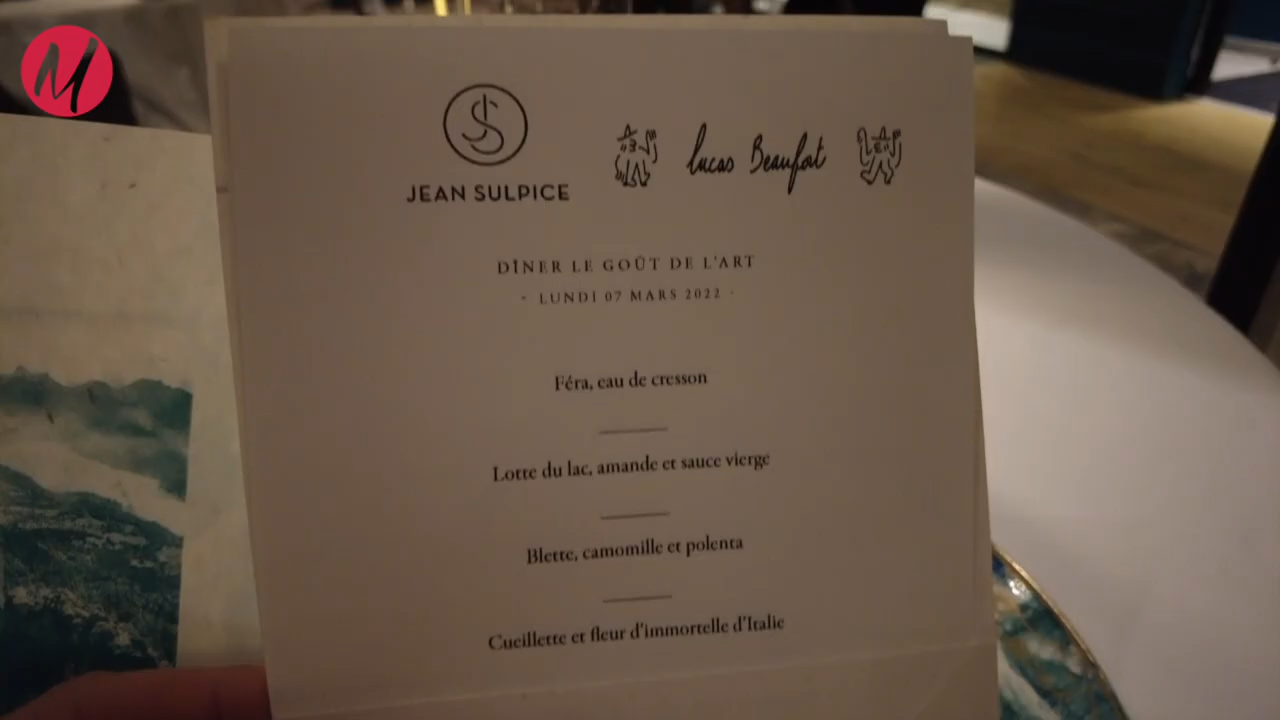 M
JS
JEAN SULPICE
Lucas Beaufort
DÎNER LE GOÛT DE L'ART
- LUNDI 07 MARS 2022 -
Féra, eau de cresson
Lotte du lac, amande et sauce vierge
Blette, camomille et polenta
Cueillette et fleur d'immortelle d'Italie